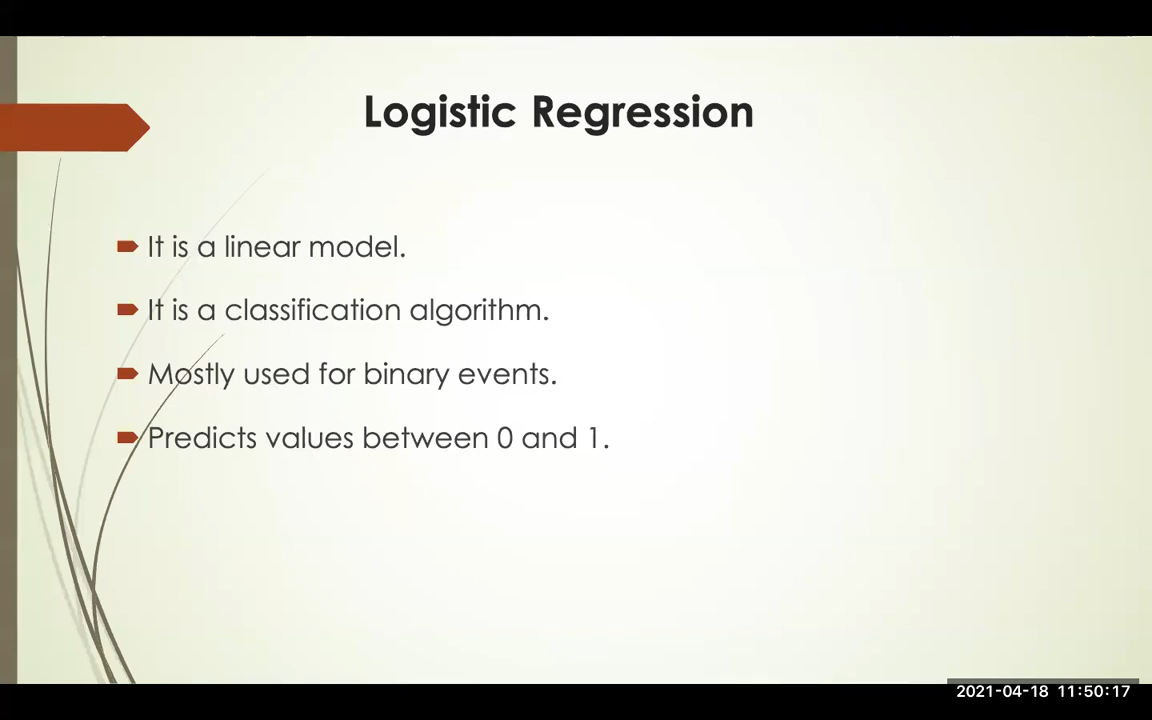 Logistic Regression
It is a linear model.
It is a classification algorithm.
Mostly used for binary events.
Predicts values between 0 and 1.
2021-04-18 11:50:17